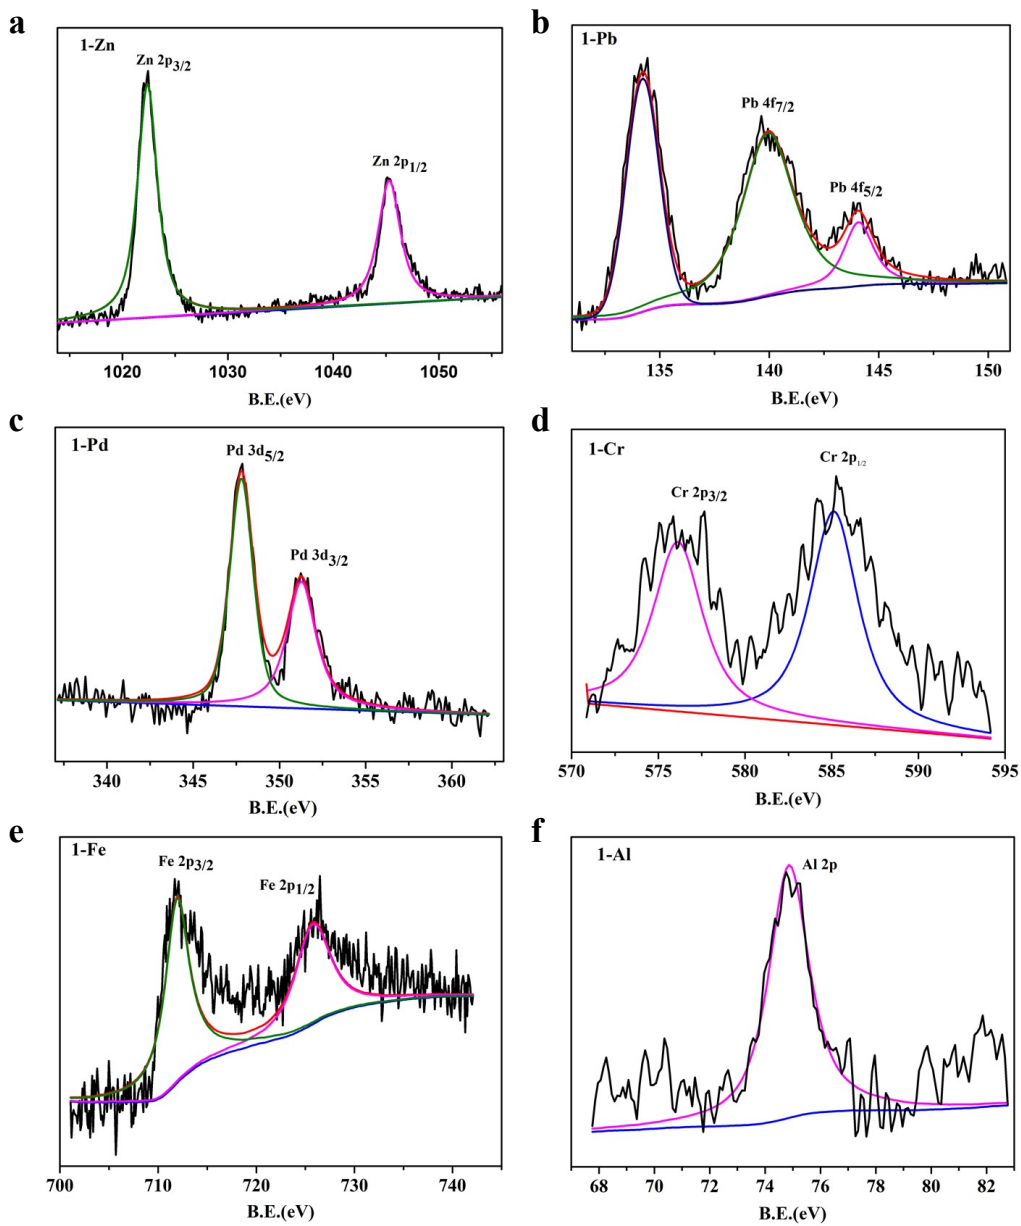 a
1-Zn
Zn 2p3/2
Zn 2p1/2
1020 1030 1040 1050
B.E.(eV)
b
1-Pb
Pb 4f7/2
Pb 4f5/2
135 140 145 150
B.E.(eV)
c
1-Pd
Pd 3d5/2
Pd 3d3/2
340 345 350 355 360
B.E.(eV)
d
1-Cr
Cr 2p3/2
Cr 2p1/2
570 575 580 585 590 595
B.E.(eV)
e
1-Fe
Fe 2p3/2
Fe 2p1/2
700 710 720 730 740
B.E.(eV)
f
1-Al
Al 2p
68 70 72 74 76 78 80 82
B.E.(eV)